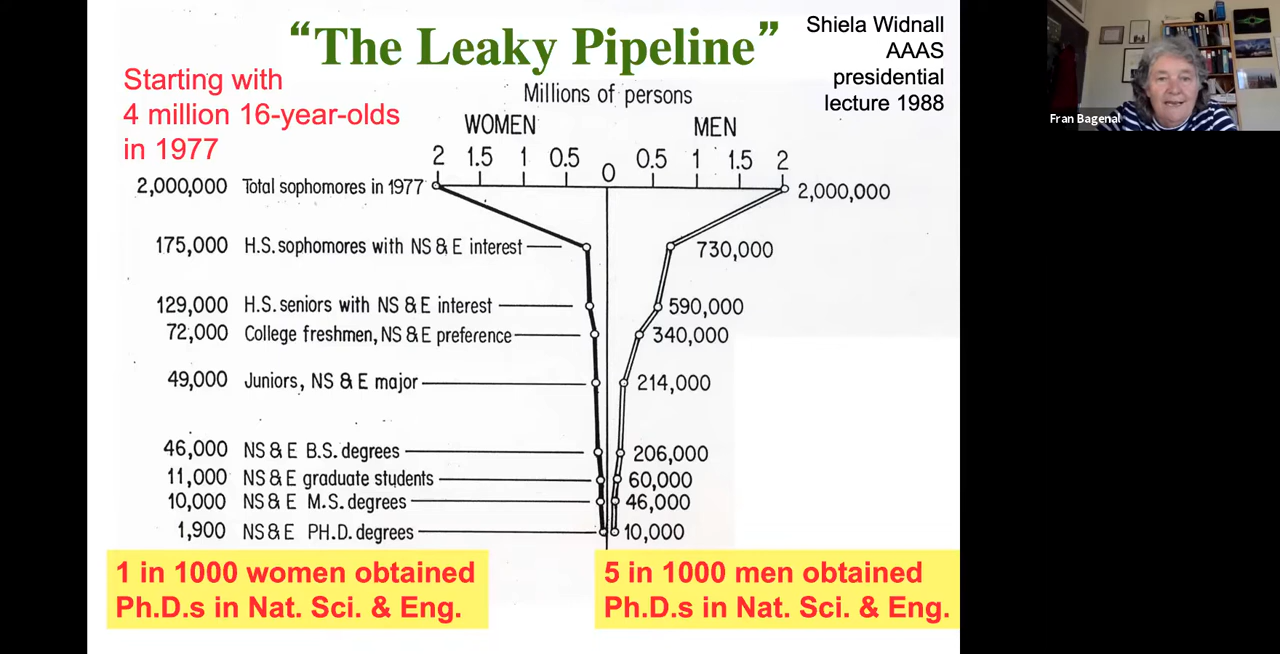 “The Leaky Pipeline”
Shiela Widnall
AAAS
presidential
lecture 1988
Fran Bagenal
Starting with
4 million 16-year-olds
in 1977
Millions of persons
WOMEN MEN
2 1.5 1 0.5 0 0.5 1 1.5 2
2,000,000 Total sophomores in 1977 2,000,000
175,000 H.S. sophomores with NS & E interest 730,000
129,000 H.S. seniors with NS & E interest 590,000
72,000 College freshmen, NS & E preference 340,000
49,000 Juniors, NS & E major 214,000
46,000 NS & E B.S. degrees 206,000
11,000 NS & E graduate students 60,000
10,000 NS & E M.S. degrees 46,000
1,900 NS & E PH.D. degrees 10,000
1 in 1000 women obtained
Ph.D.s in Nat. Sci. & Eng.
5 in 1000 men obtained
Ph.D.s in Nat. Sci. & Eng.